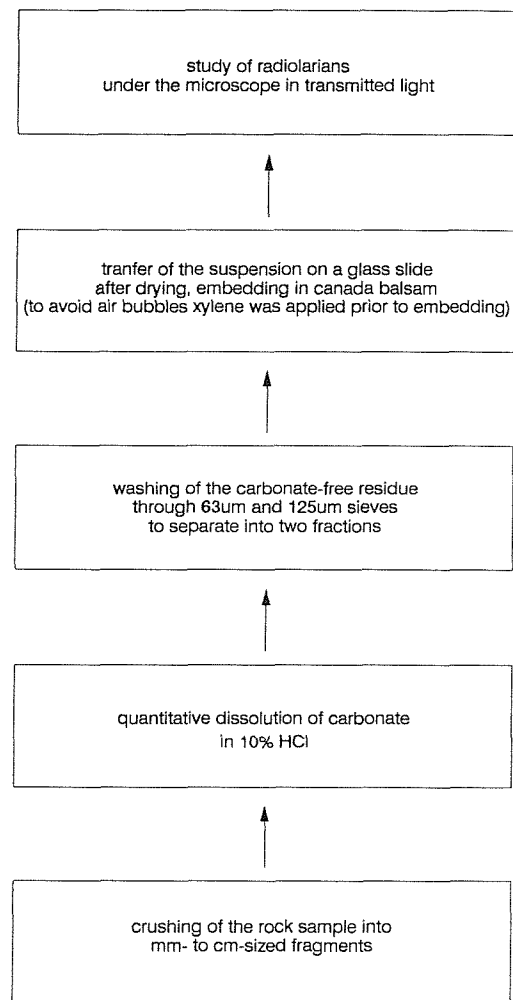 study of radiolarians
under the microscope in transmitted light
tranfer of the suspension on a glass slide
after drying, embedding in canada balsam
(to avoid air bubbles xylene was applied prior to embedding)
washing of the carbonate-free residue
through 63um and 125um sieves
to separate into two fractions
quantitative dissolution of carbonate
in 10% HCl
crushing of the rock sample into
mm- to cm-sized fragments